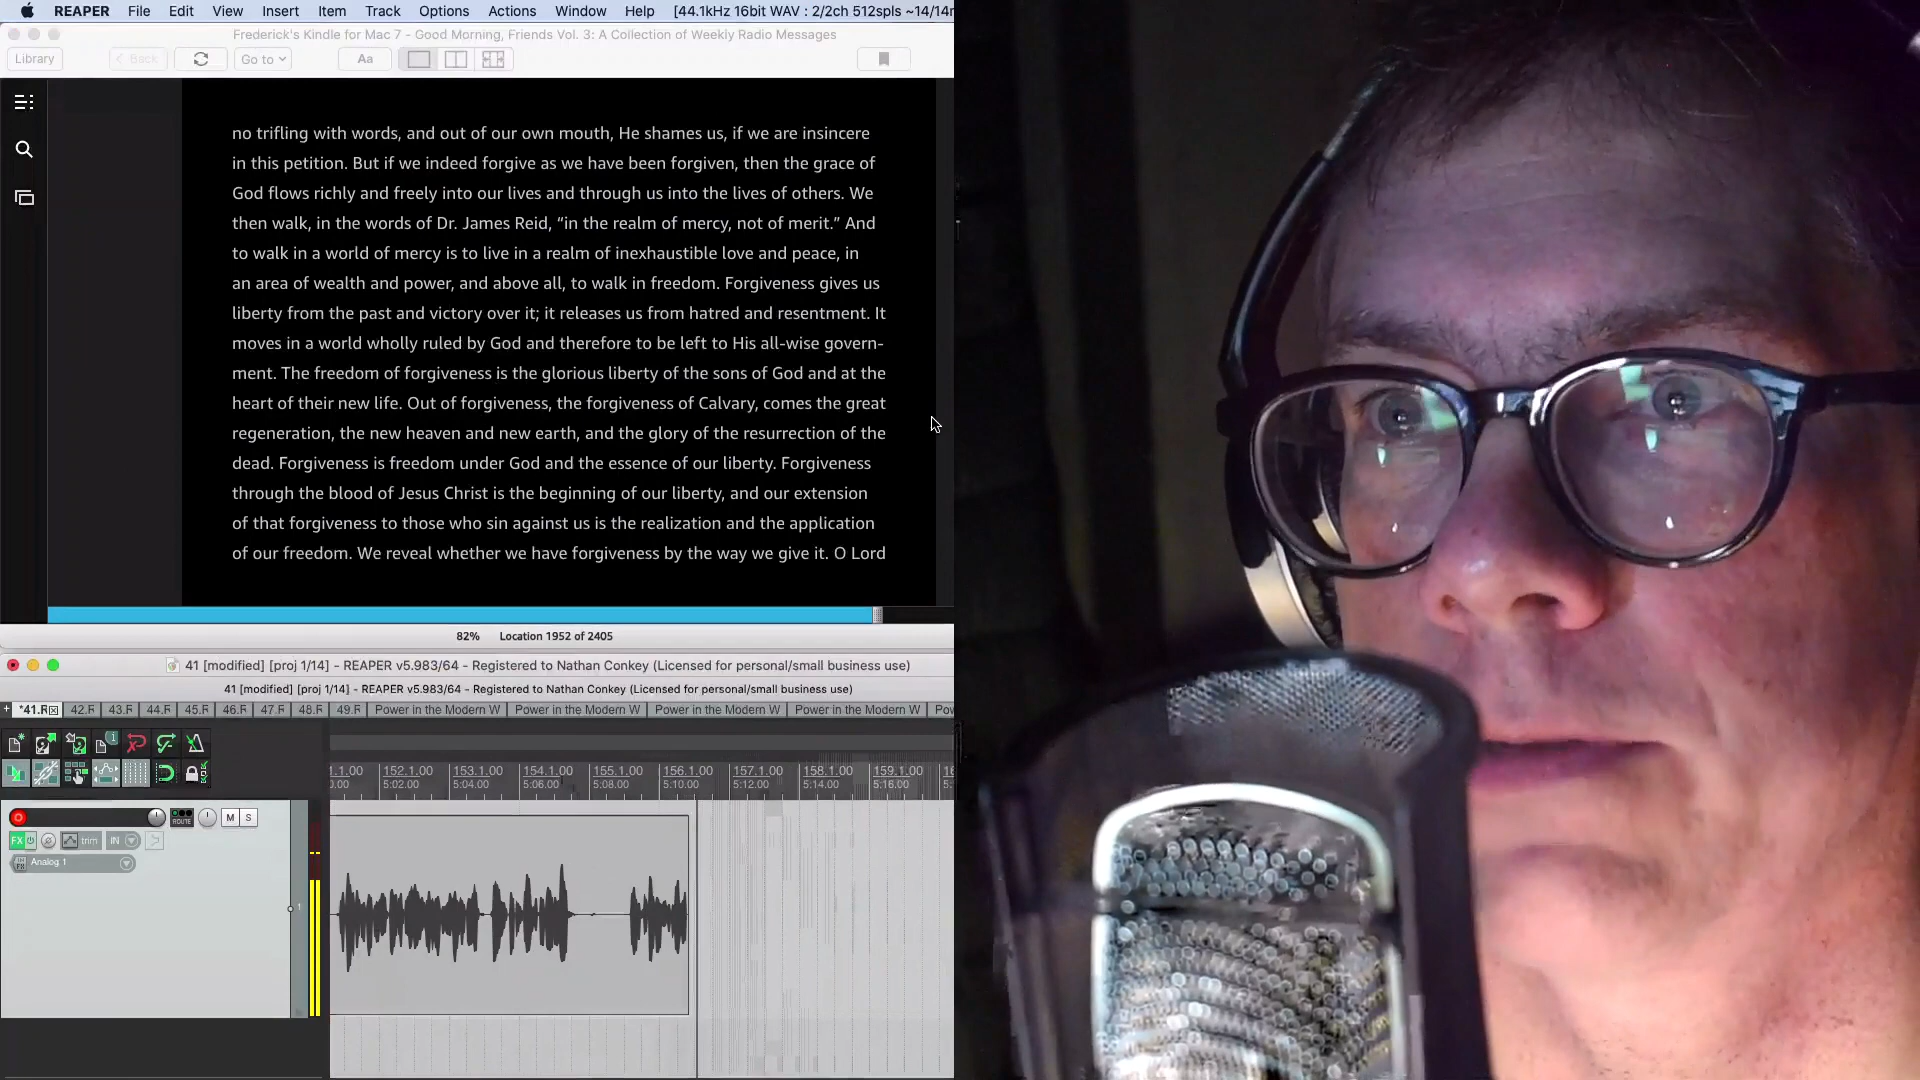 REAPER File Edit View Insert Item Track Options Actions Window Help [44.1kHz 16bit WAV : 2/2ch 512spls ~14/14m
Frederick's Kindle for Mac 7 - Good Morning, Friends Vol. 3: A Collection of Weekly Radio Messages
Library Back Go to Aa
no trifling with words, and out of our own mouth, He shames us, if we are insincere
in this petition. But if we indeed forgive as we have been forgiven, then the grace of
God flows richly and freely into our lives and through us into the lives of others. We
then walk, in the words of Dr. James Reid, “in the realm of mercy, not of merit.” And
to walk in a world of mercy is to live in a realm of inexhaustible love and peace, in
an area of wealth and power, and above all, to walk in freedom. Forgiveness gives us
liberty from the past and victory over it; it releases us from hatred and resentment. It
moves in a world wholly ruled by God and therefore to be left to His all-wise govern-
ment. The freedom of forgiveness is the glorious liberty of the sons of God and at the
heart of their new life. Out of forgiveness, the forgiveness of Calvary, comes the great
regeneration, the new heaven and new earth, and the glory of the resurrection of the
dead. Forgiveness is freedom under God and the essence of our liberty. Forgiveness
through the blood of Jesus Christ is the beginning of our liberty, and our extension
of that forgiveness to those who sin against us is the realization and the application
of our freedom. We reveal whether we have forgiveness by the way we give it. O Lord
82% Location 1952 of 2405
41 [modified] [proj 1/14] - REAPER v5.983/64 - Registered to Nathan Conkey (Licensed for personal/small business use)
41 [modified] [proj 1/14] - REAPER v5.983/64 - Registered to Nathan Conkey (Licensed for personal/small business use)
+ *41.R 42.R 43.R 44.R 45.R 46.R 47.R 48.R 49.R Power in the Modern W Power in the Modern W Power in the Modern W Power in the Modern W Pow
1.1.00 152.1.00 153.1.00 154.1.00 155.1.00 156.1.00 157.1.00 158.1.00 159.1.00 16
0.00 5:02.00 5:04.00 5:06.00 5:08.00 5:10.00 5:12.00 5:14.00 5:16.00
ROUTE M S
FX trim IN
FX Analog 1
1